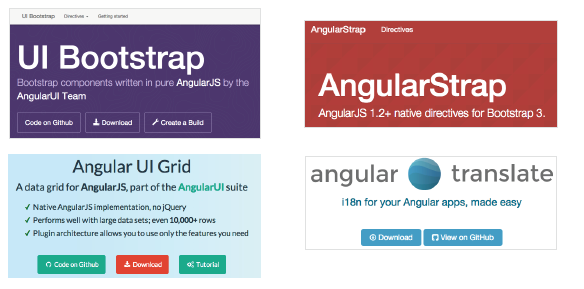 UI Bootstrap Directives Getting started
UI Bootstrap
Bootstrap components written in pure AngularJS by the
AngularUI Team
Code on Github Download Create a Build
AngularStrap Directives
AngularStrap
AngularJS 1.2+ native directives for Bootstrap 3.
Angular UI Grid
A data grid for AngularJS, part of the AngularUI suite
✓ Native AngularJS implementation, no jQuery
✓ Performs well with large data sets; even 10,000+ rows
✓ Plugin architecture allows you to use only the features you need
Code on Github Download Tutorial
angular translate
i18n for your Angular apps, made easy
Download View on GitHub